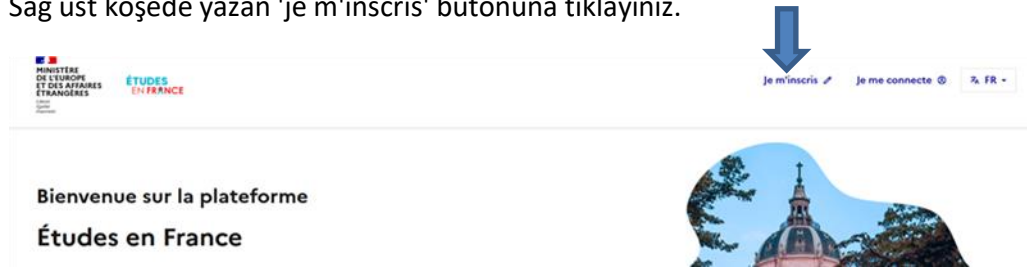 Sağ üst köşede yazan 'je m'inscris' butonuna tıklayınız.
MINISTÈRE
DE L'EUROPE
ET DES AFFAIRES
ÉTRANGÈRES
ÉTUDES
EN FRANCE
Je m'inscris
Je me connecte
FR
Bienvenue sur la plateforme
Études en France